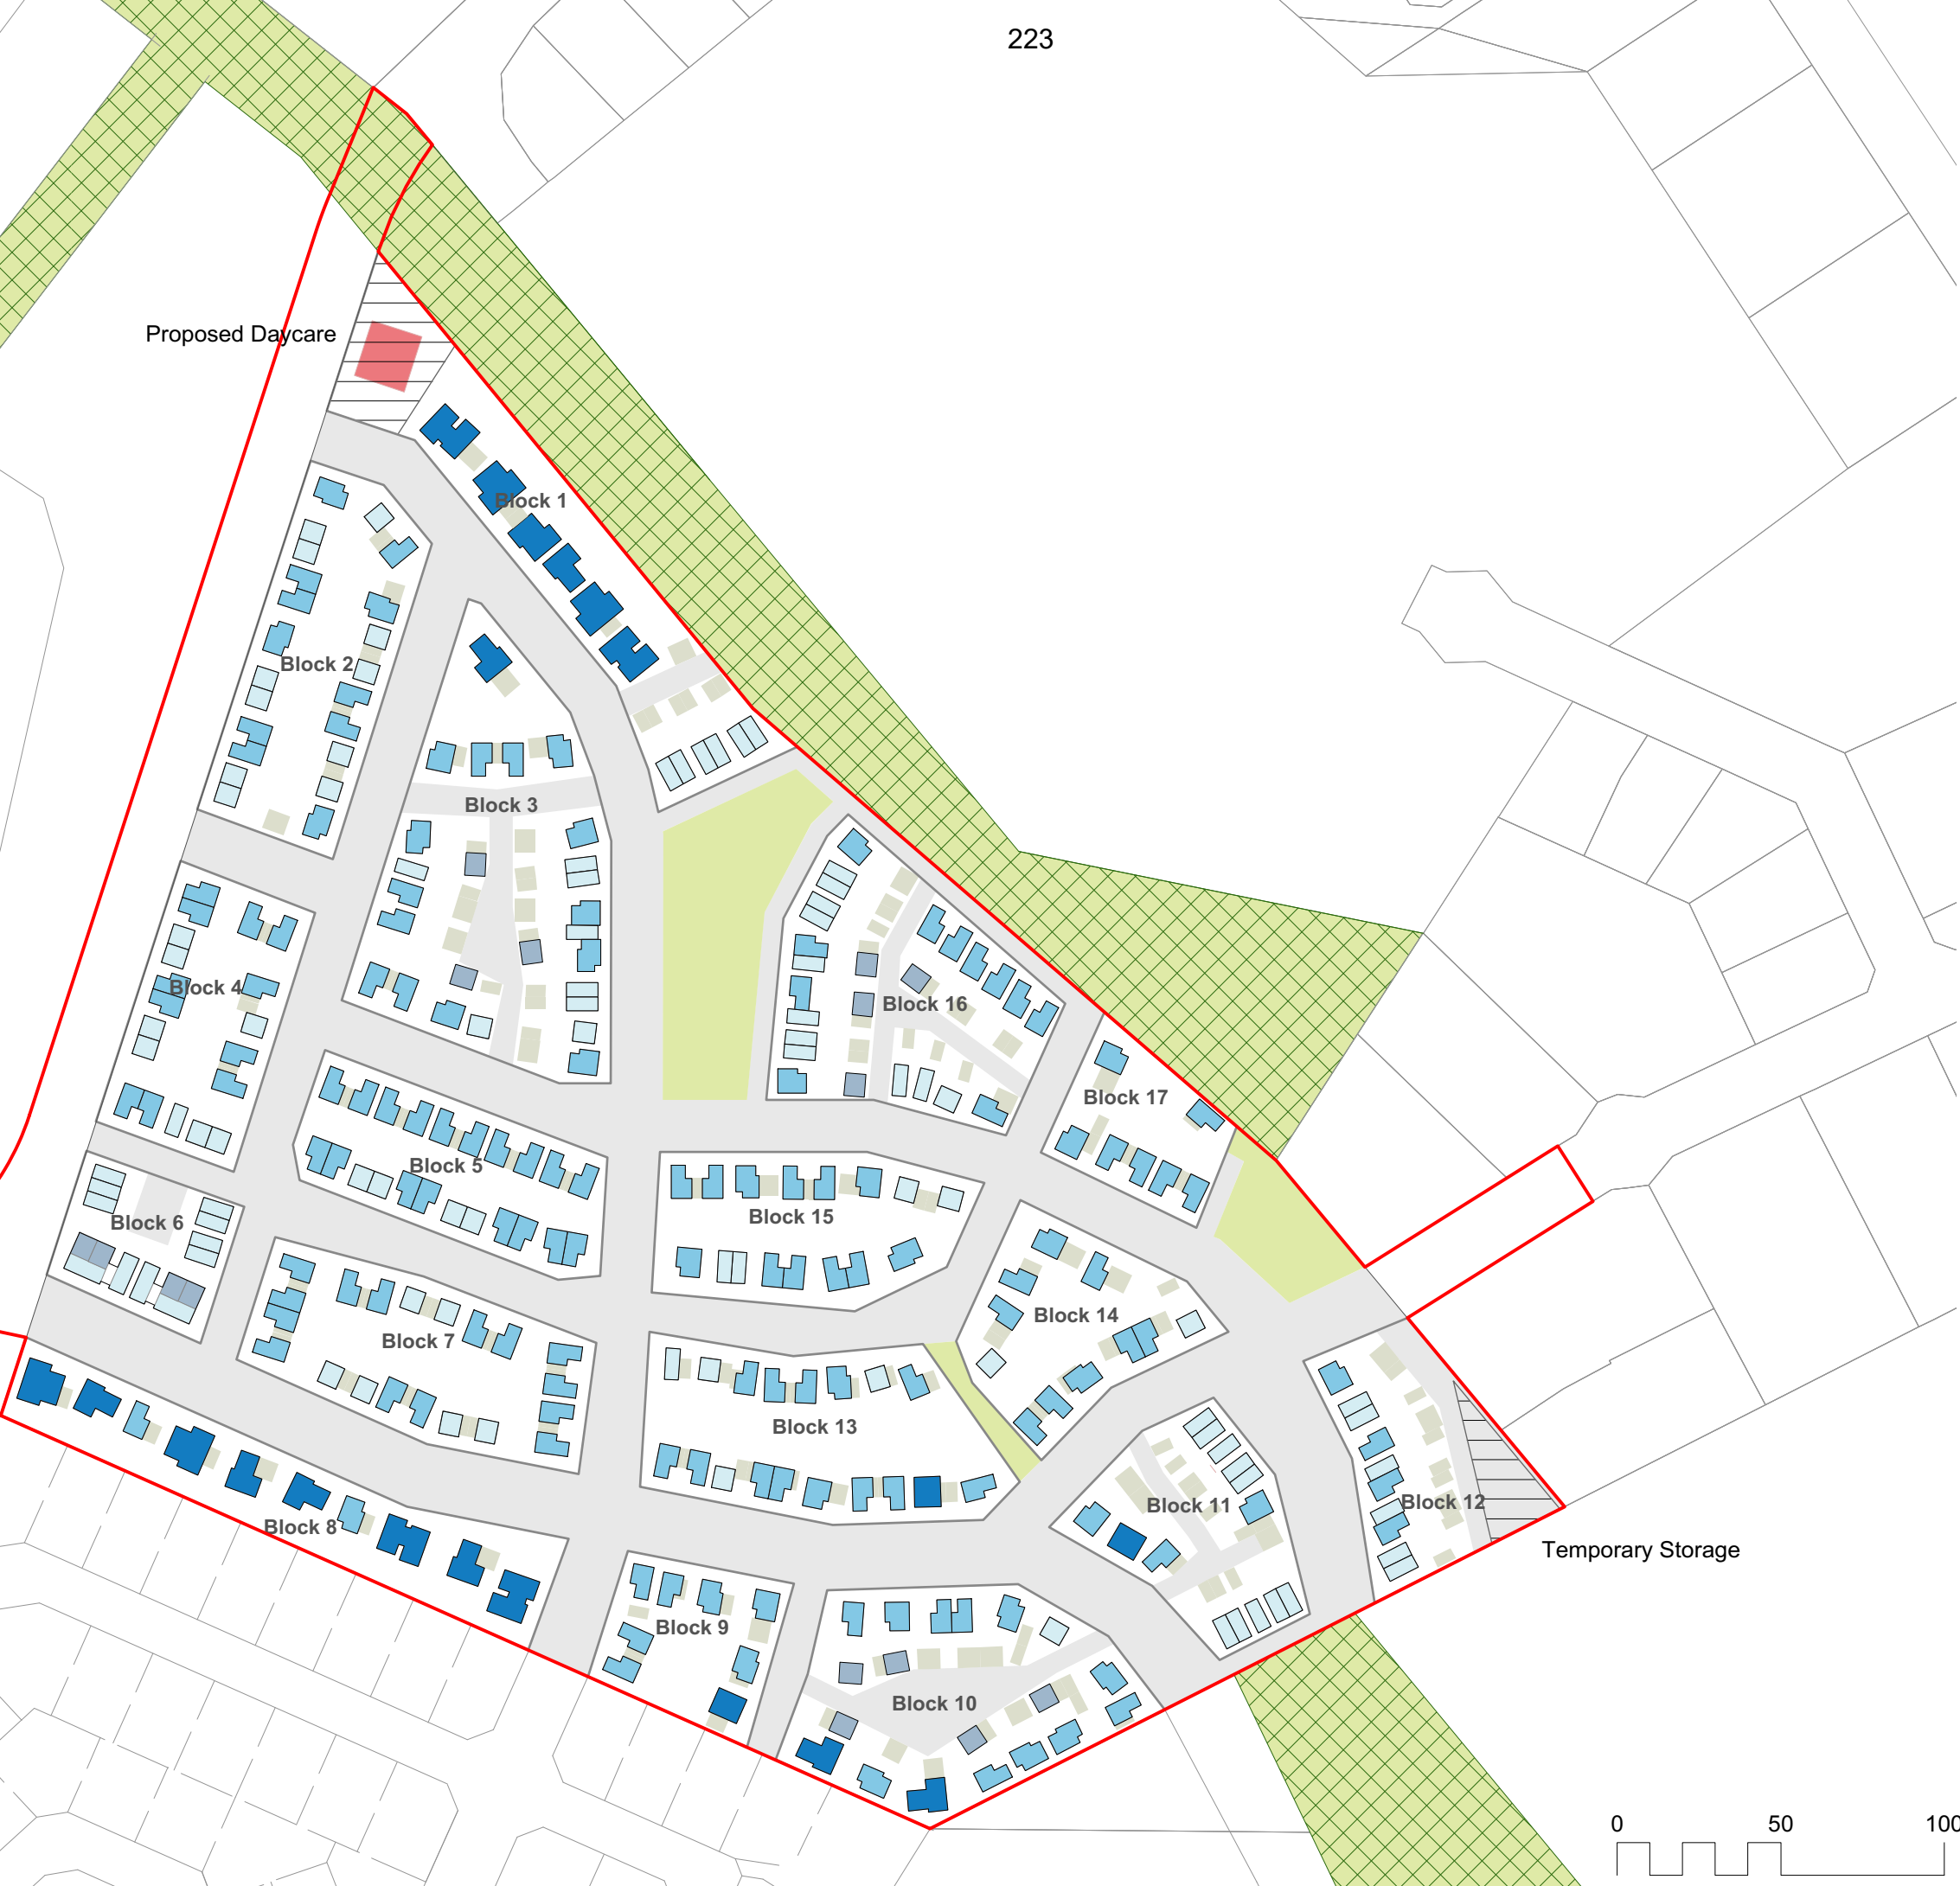 223
Proposed Daycare
Block 1
Block 2
Block 3
Block 4
Block 16
Block 17
Block 5
Block 15
Block 6
Block 14
Block 7
Block 13
Block 11
Block 12
Block 8
Temporary Storage
Block 9
Block 10
0 50 100